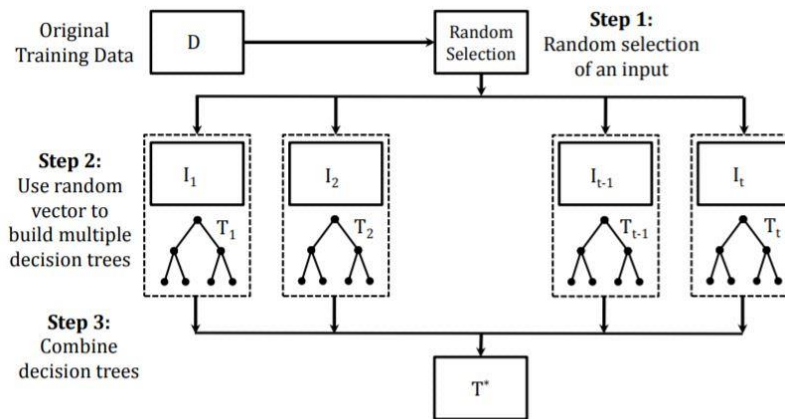 Original
Training Data
D
Random
Selection
Step 1:
Random selection
of an input
Step 2:
Use random
vector to
build multiple
decision trees
I₁
T₁
I₂
T₂
Iₜ₋₁
Tₜ₋₁
Iₜ
Tₜ
Step 3:
Combine
decision trees
T*